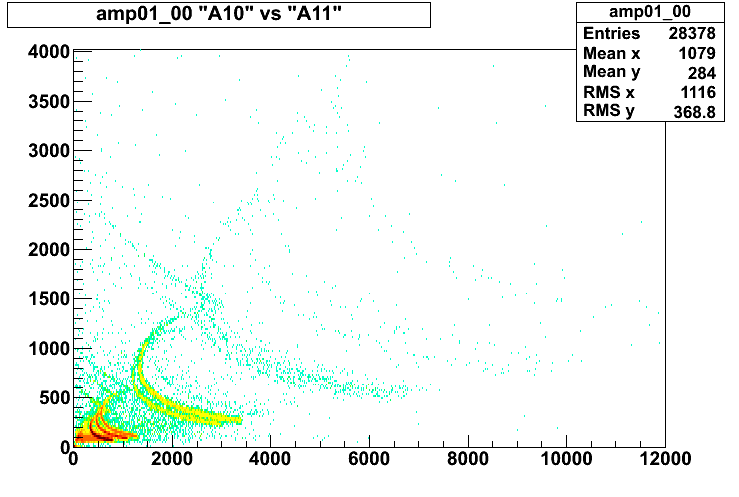 amp01_00 "A10" vs "A11"
amp01_00
Entries 28378
Mean x 1079
Mean y 284
RMS x 1116
RMS y 368.8
4000
3500
3000
2500
2000
1500
1000
500
0
0 2000 4000 6000 8000 10000 12000